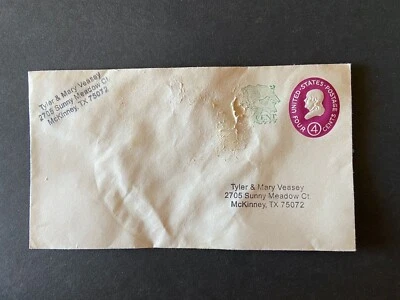 Tyler & Mary Veasey
2705 Sunny Meadow Ct.
McKinney, TX 75072
UNITED·STATES·POSTAGE
4
FOUR CENTS
Tyler & Mary Veasey
2705 Sunny Meadow Ct.
McKinney, TX 75072